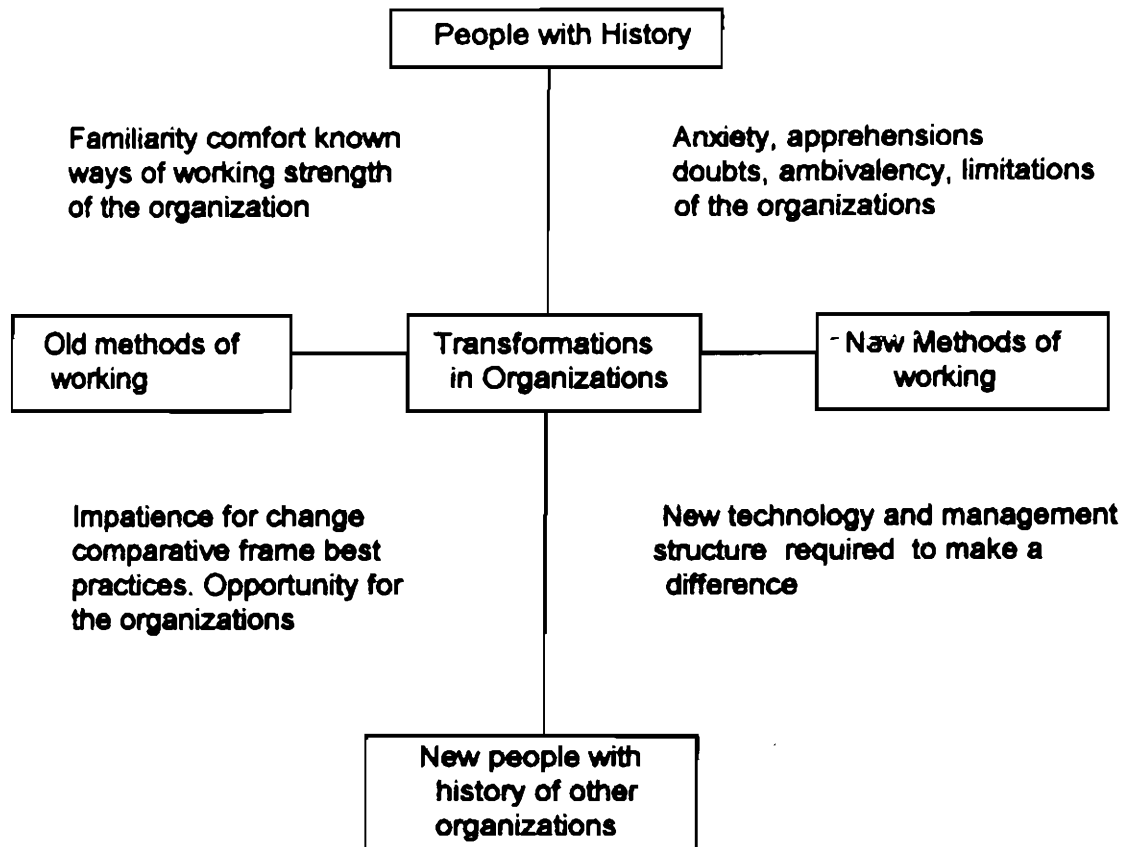 People with History
Familiarity comfort known
ways of working strength
of the organization
Anxiety, apprehensions
doubts, ambivalency, limitations
of the organizations
Old methods of
working
Transformations
in Organizations
Naw Methods of
working
Impatience for change
comparative frame best
practices. Opportunity for
the organizations
New technology and management
structure required to make a
difference
New people with
history of other
organizations